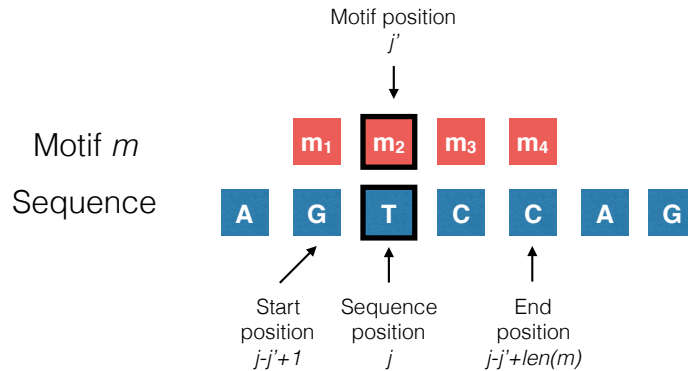 Motif position
j'
Motif m
m₁ m₂ m₃ m₄
Sequence
A G T C C A G
Start position j-j'+1
Sequence position j
End position j-j'+len(m)